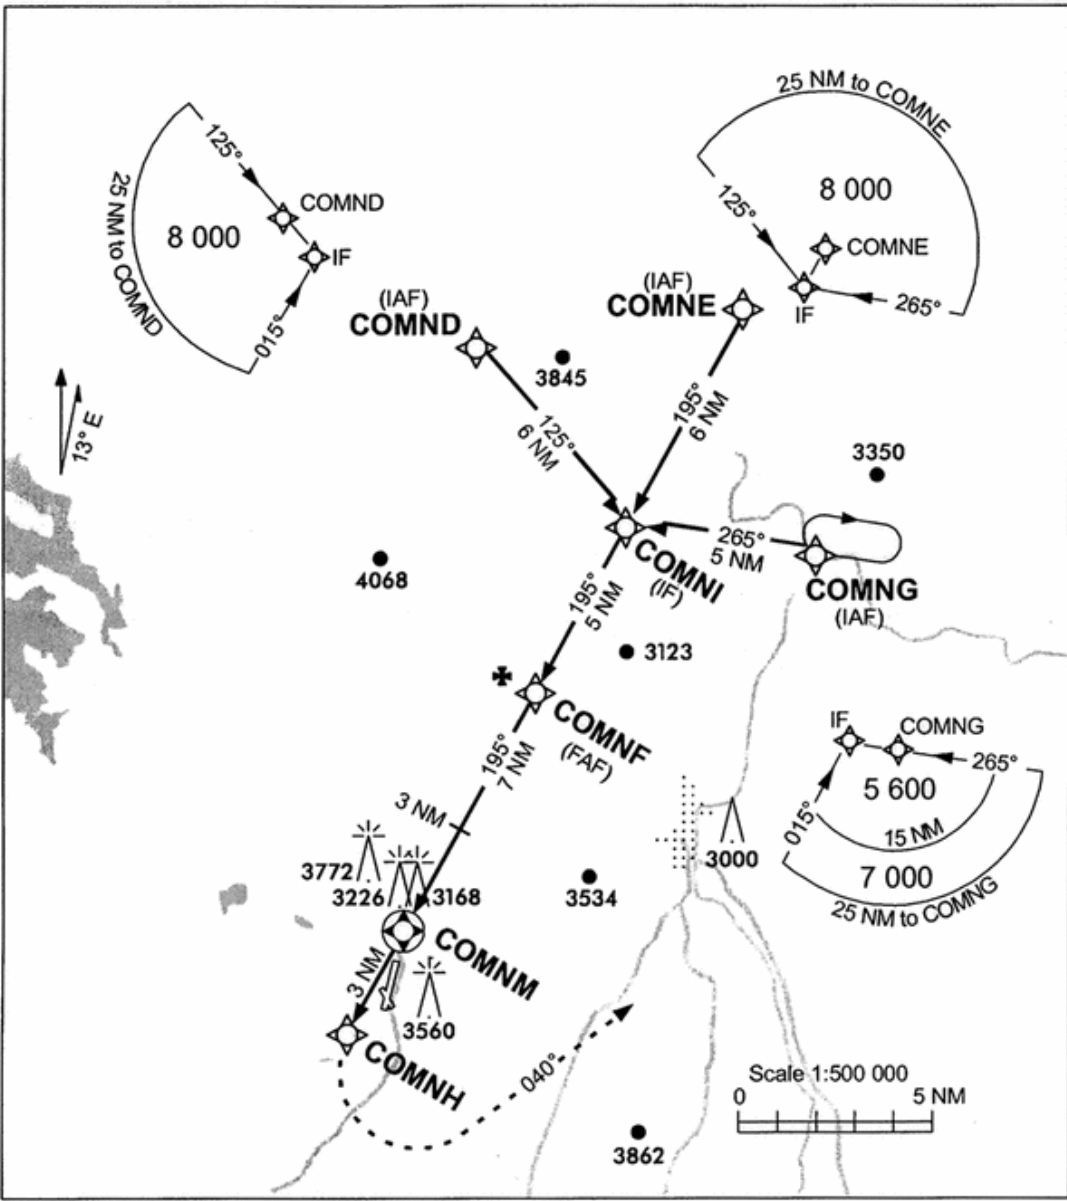 25 NM to COMND
125°
COMND
8 000
IF
015°
25 NM to COMNE
8 000
125°
COMNE
IF
265°
(IAF)
COMND
(IAF)
COMNE
3845
13° E
125°
6 NM
195°
6 NM
3350
265°
5 NM
COMNI
(IF)
COMNG
(IAF)
4068
195°
5 NM
3123
COMNF
(FAF)
195°
7 NM
3 NM
IF
COMNG
265°
5 600
015°
15 NM
7 000
25 NM to COMNG
3772
3226
3168
3534
3000
COMNM
3 NM
3560
COMNH
040°
Scale 1:500 000
0 5 NM
3862